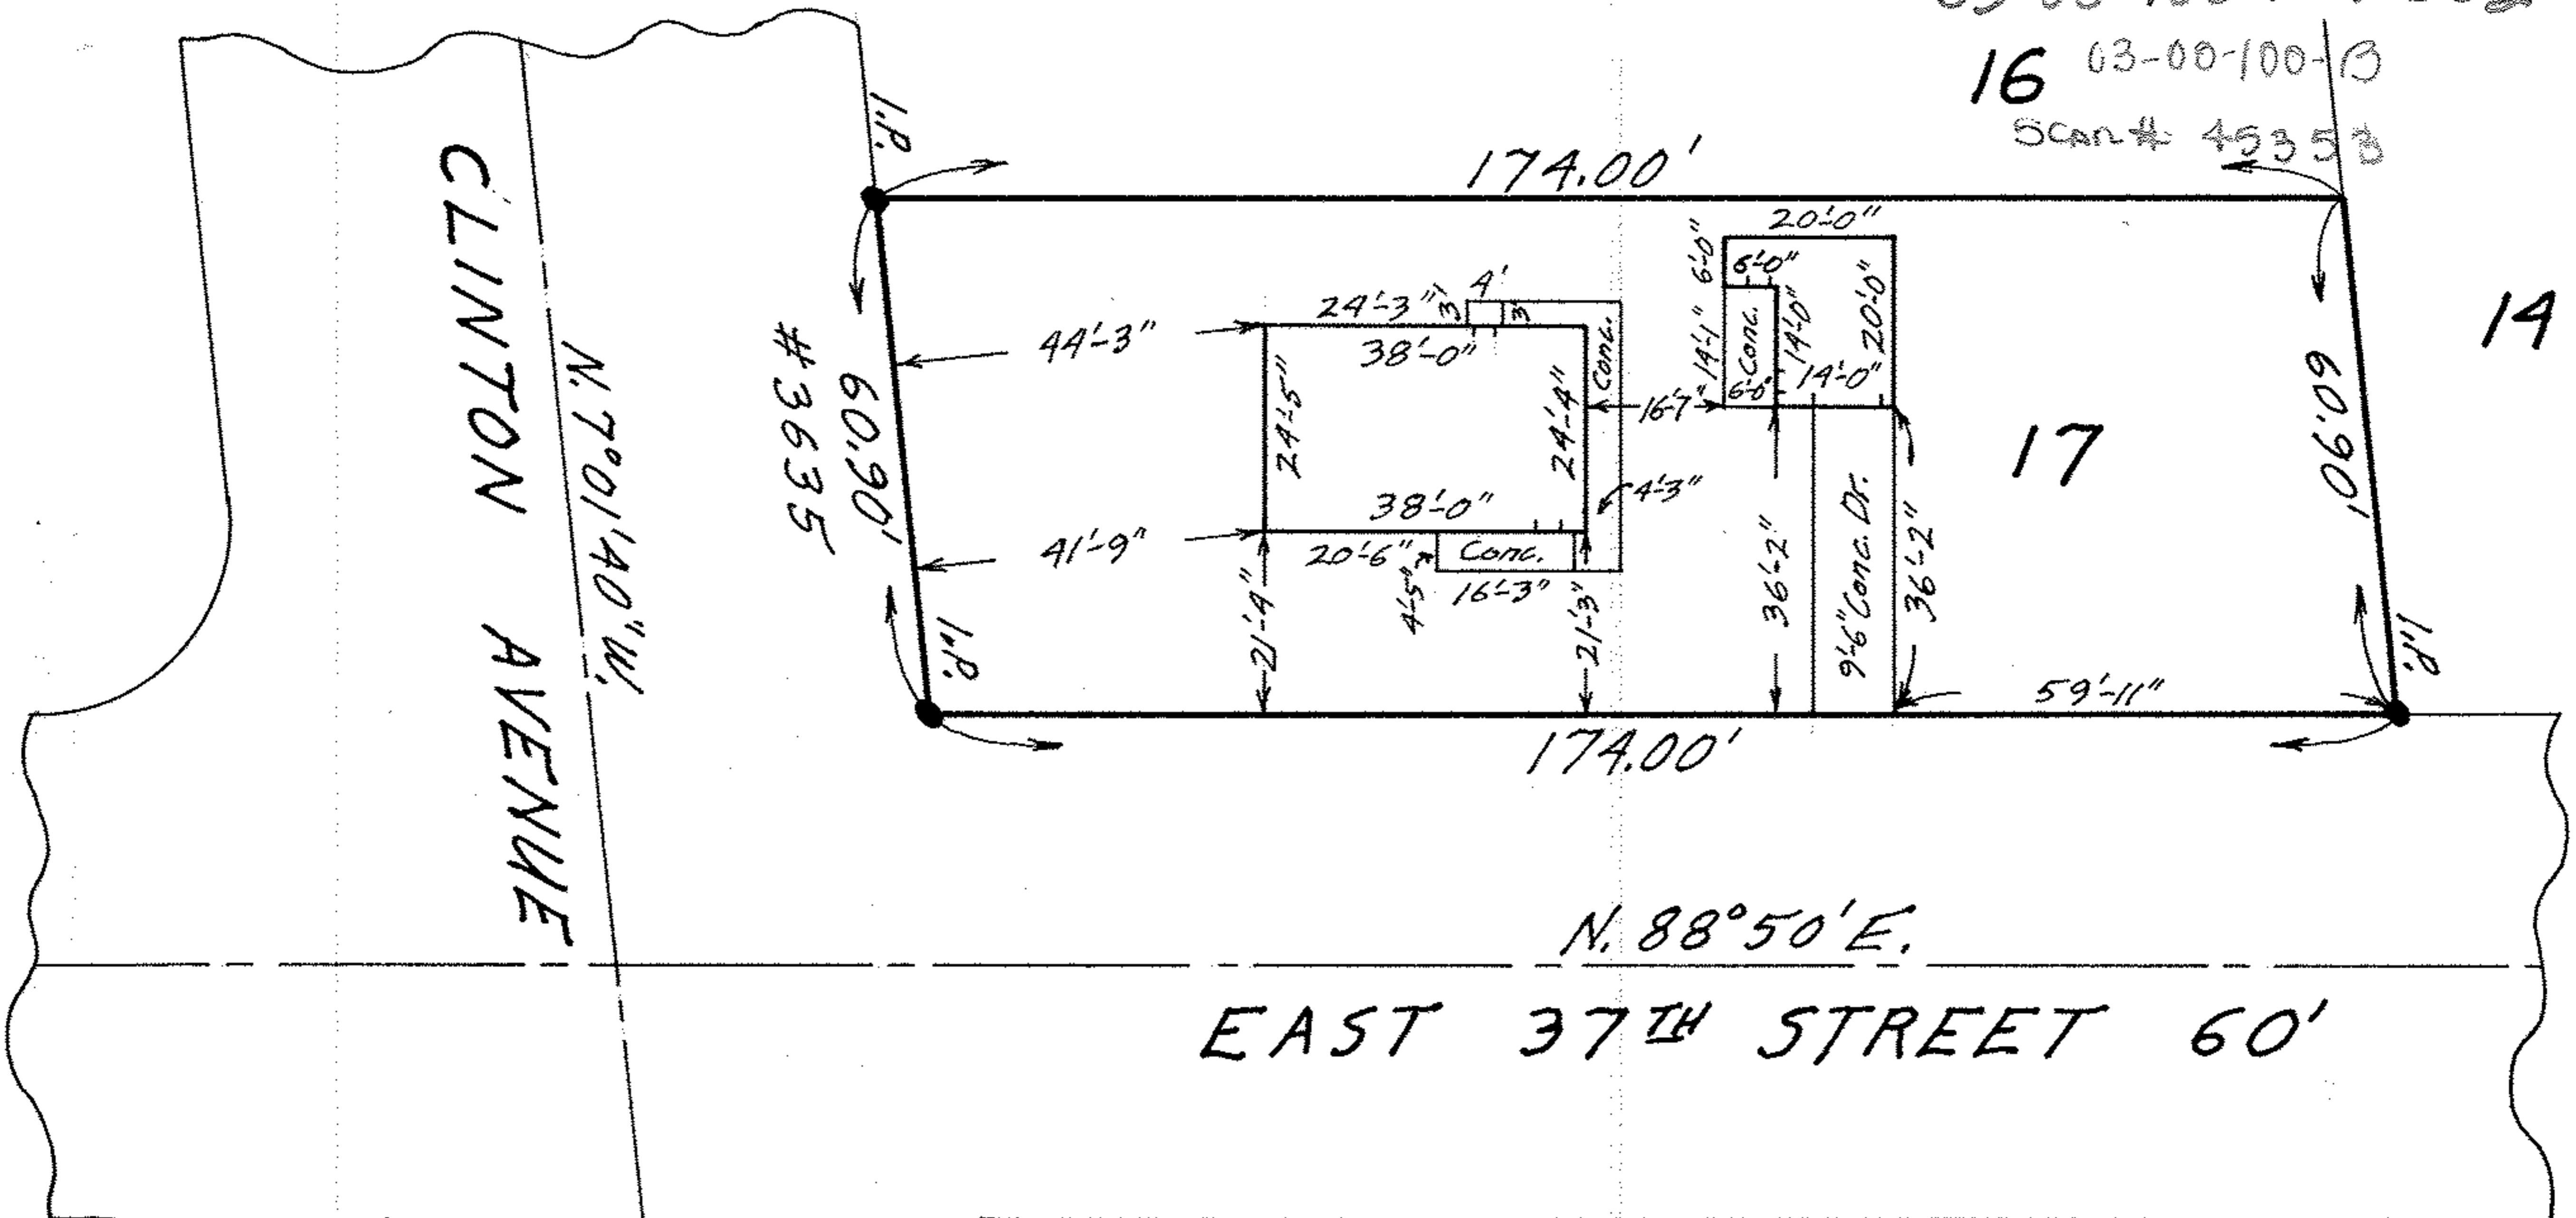 16 03-00-100-B
Scan # 45353
I.P.
174.00'
20'-0"
6'-0"
6'-0"
14'-1"
Conc.
14'-0"
20'-0"
6'-0"
14'-0"
14
24'-3"
3'
4'
3'
44'-3"
38'-0"
Conc.
24'-5"
24'-4"
16'-7"
60.90'
#3635
CLINTON AVENUE
N. 7°01'40" W.
17
60.90'
41'-9"
38'-0"
4'-3"
20'-6"
Conc.
4'-5"
16'-3"
21'-4"
21'-3"
36'-2"
9'-6" Conc. Dr.
36'-2"
59'-11"
I.P.
I.P.
174.00'
N. 88°50' E.
EAST 37TH STREET 60'